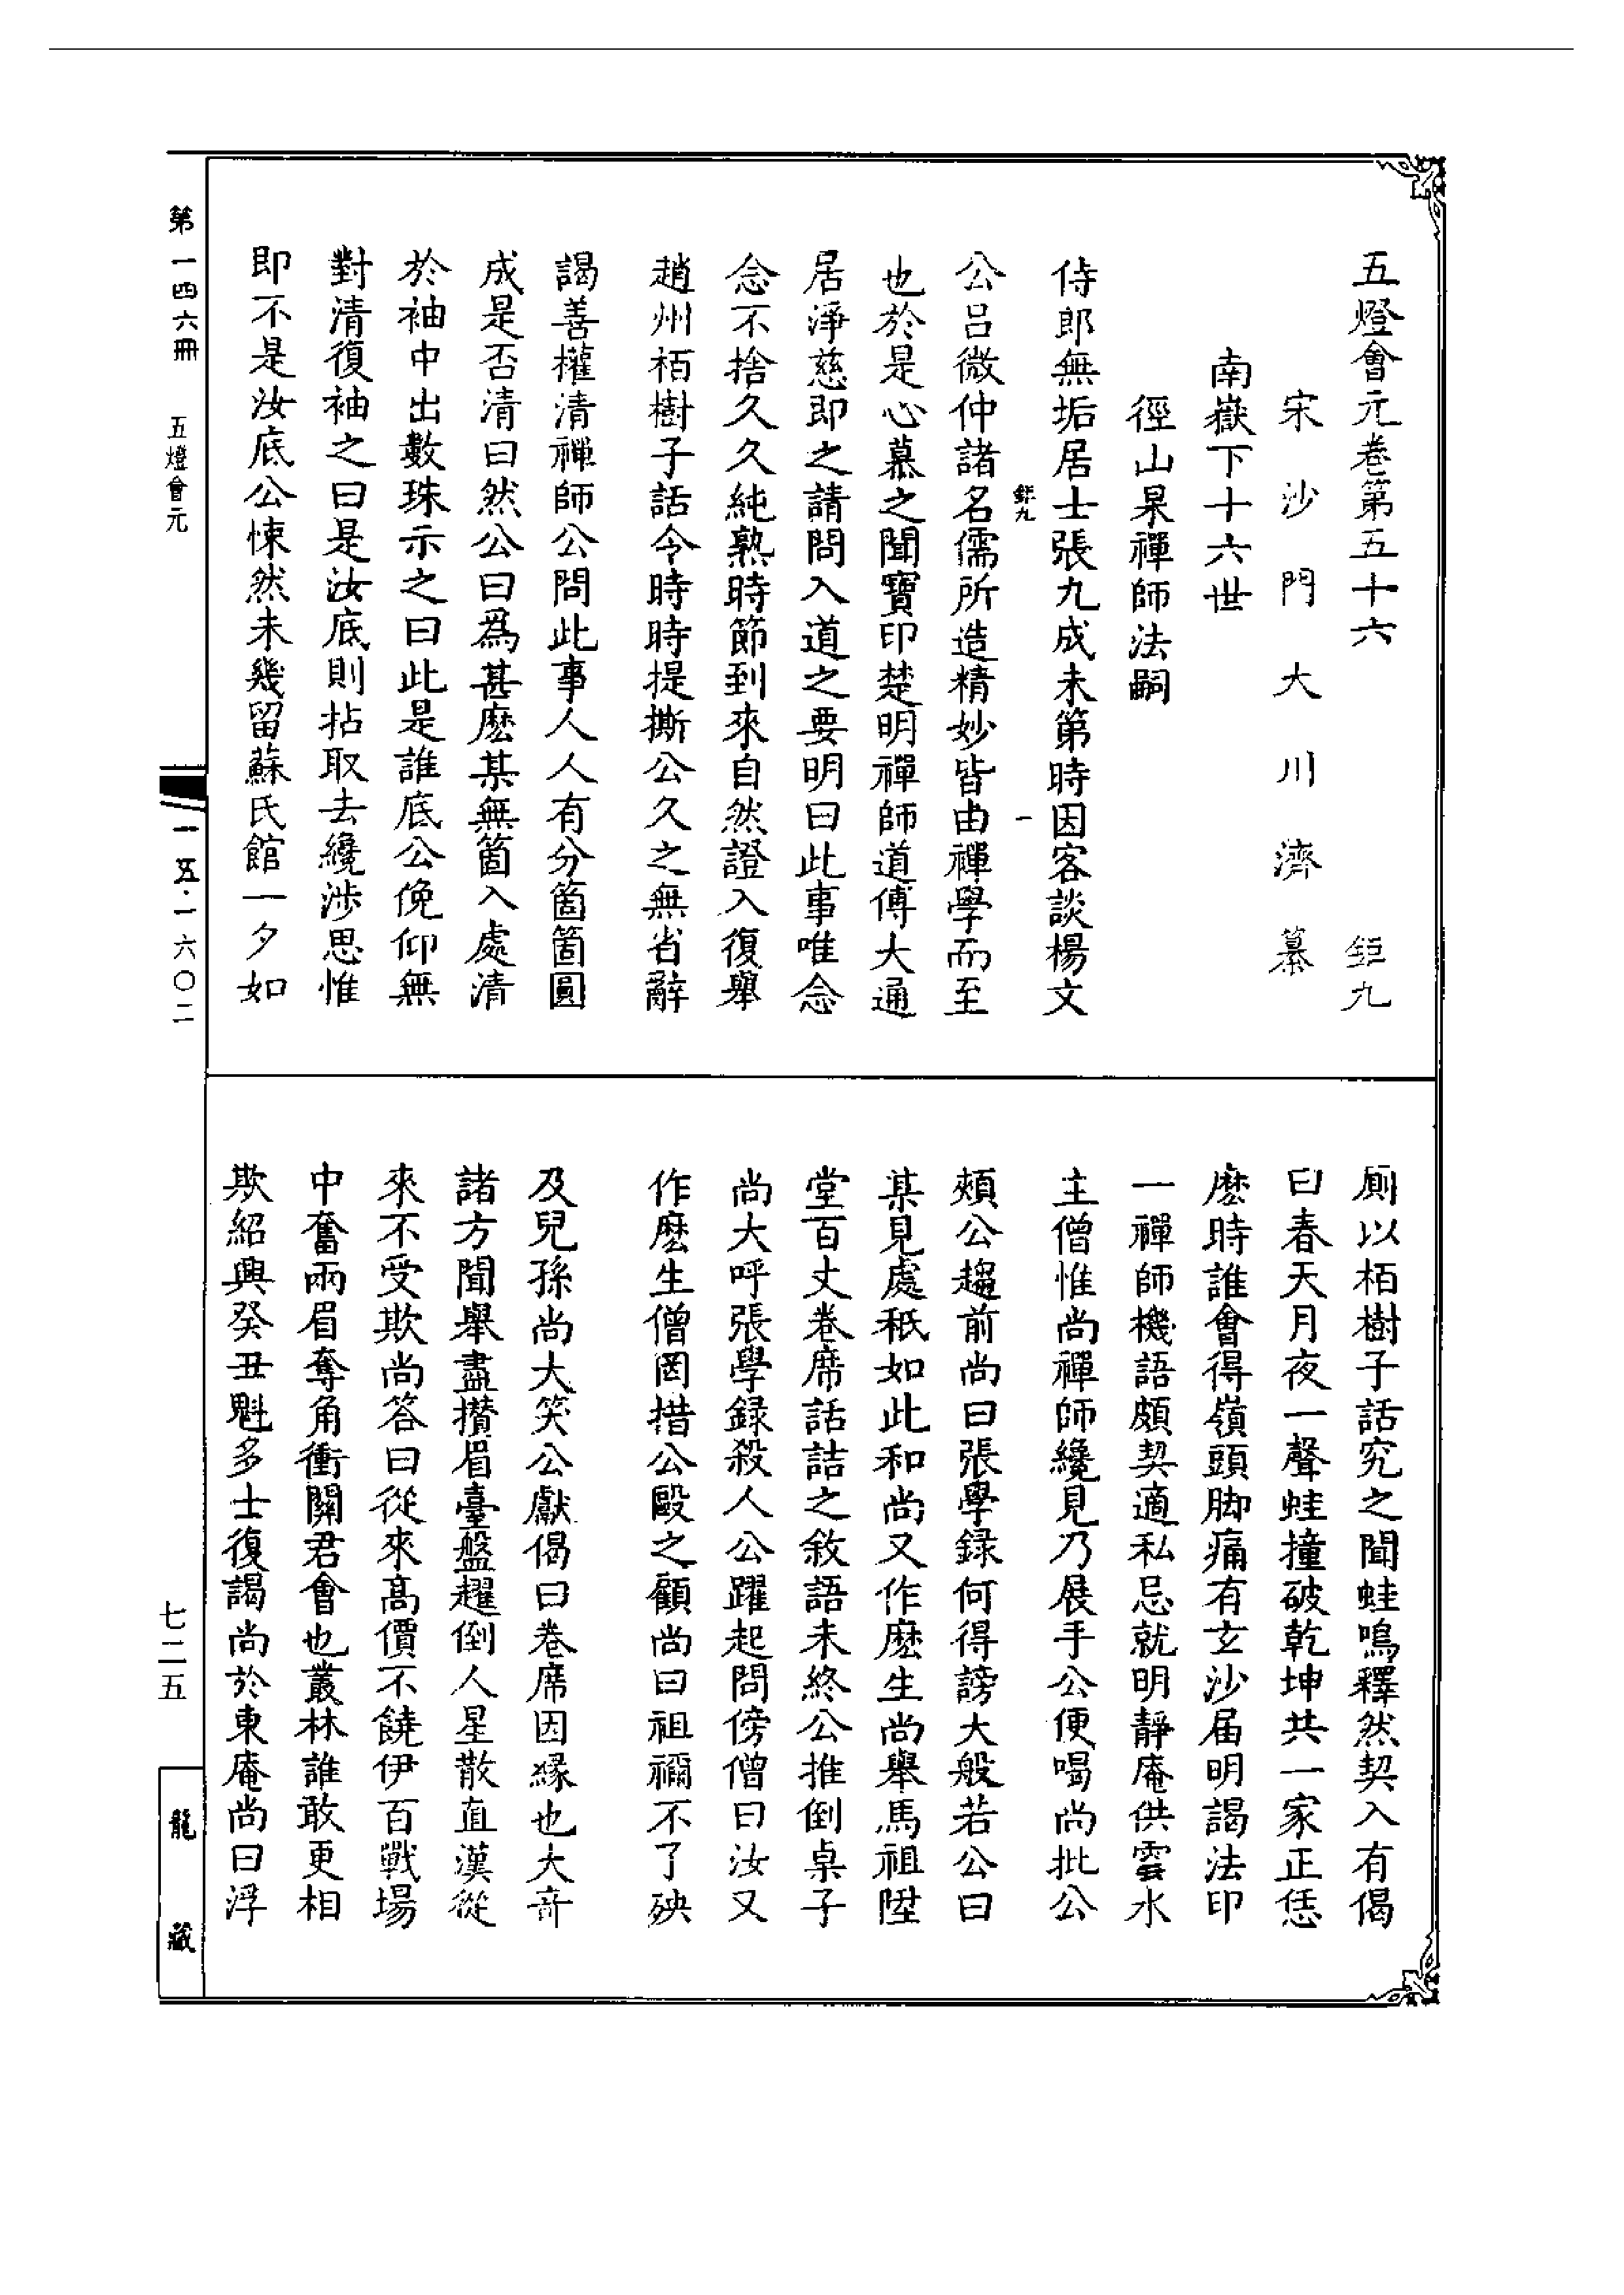 五燈會元卷第五十六 鉅九
宋沙門大川濟纂
南嶽下十六世
徑山杲禪師法嗣
侍郎無垢居士張九成未第時因客談楊文
鉅九 一
公呂微仲諸名儒所造精妙皆由禪學而至
也於是心慕之聞寶印楚明禪師道傳大通
居淨慈即之請問入道之要明曰此事唯念
念不捨久久純熟時節到來自然證入復舉
趙州栢樹子話令時時提撕公久之無省辭
謁善權清禪師公問此事人人有分箇箇圓
成是否清曰然公曰爲甚麽某無箇入處清
於袖中出數珠示之曰此是誰底公俛仰無
對清復袖之曰是汝底則拈取去纔涉思惟
即不是汝底公悚然未幾留蘇氏館一夕如
廁以栢樹子話究之聞蛙鳴釋然契入有偈
曰春天月夜一聲蛙撞破乾坤共一家正恁
麽時誰會得嶺頭脚痛有玄沙届明謁法印
一禪師機語頗契適私忌就明靜庵供雲水
主僧惟尚禪師纔見乃展手公便喝尚批公
頰公趨前尚曰張學録何得謗大般若公曰
某見處秖如此和尚又作麽生尚舉馬祖陞
堂百丈卷席話詰之敘語未終公推倒桌子
尚大呼張學録殺人公躍起問傍僧曰汝又
作麽生僧罔措公毆之顧尚曰祖禰不了殃
及兒孫尚大笑公獻偈曰卷席因緣也大奇
諸方聞舉盡攢眉臺盤趯倒人星散直漢從
來不受欺尚答曰從來高價不饒伊百戰場
中奮兩眉奪角衝關君會也叢林誰敢更相
欺紹興癸丑魁多士復謁尚於東庵尚曰浮
第一四六冊 五燈會元
一五·一六〇二
七二五
龍藏